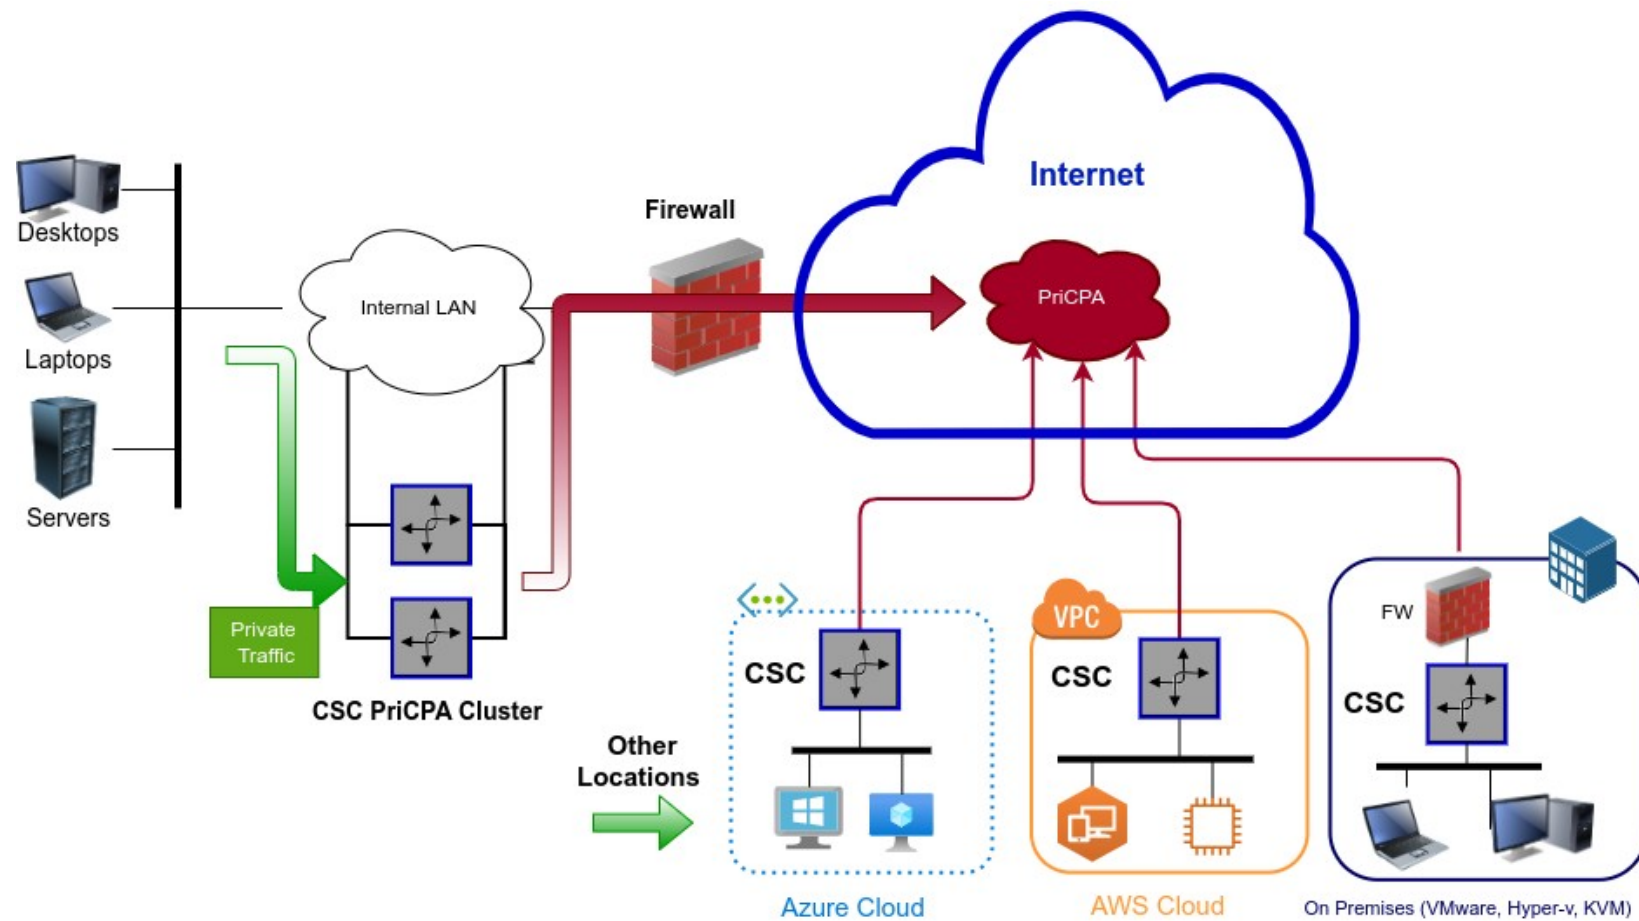 Internet
Firewall
Desktops
PriCPA
Internal LAN
Laptops
Servers
Private
Traffic
CSC PriCPA Cluster
Other
Locations
CSC
VPC
CSC
FW
CSC
Azure Cloud
AWS Cloud
On Premises (VMware, Hyper-v, KVM)